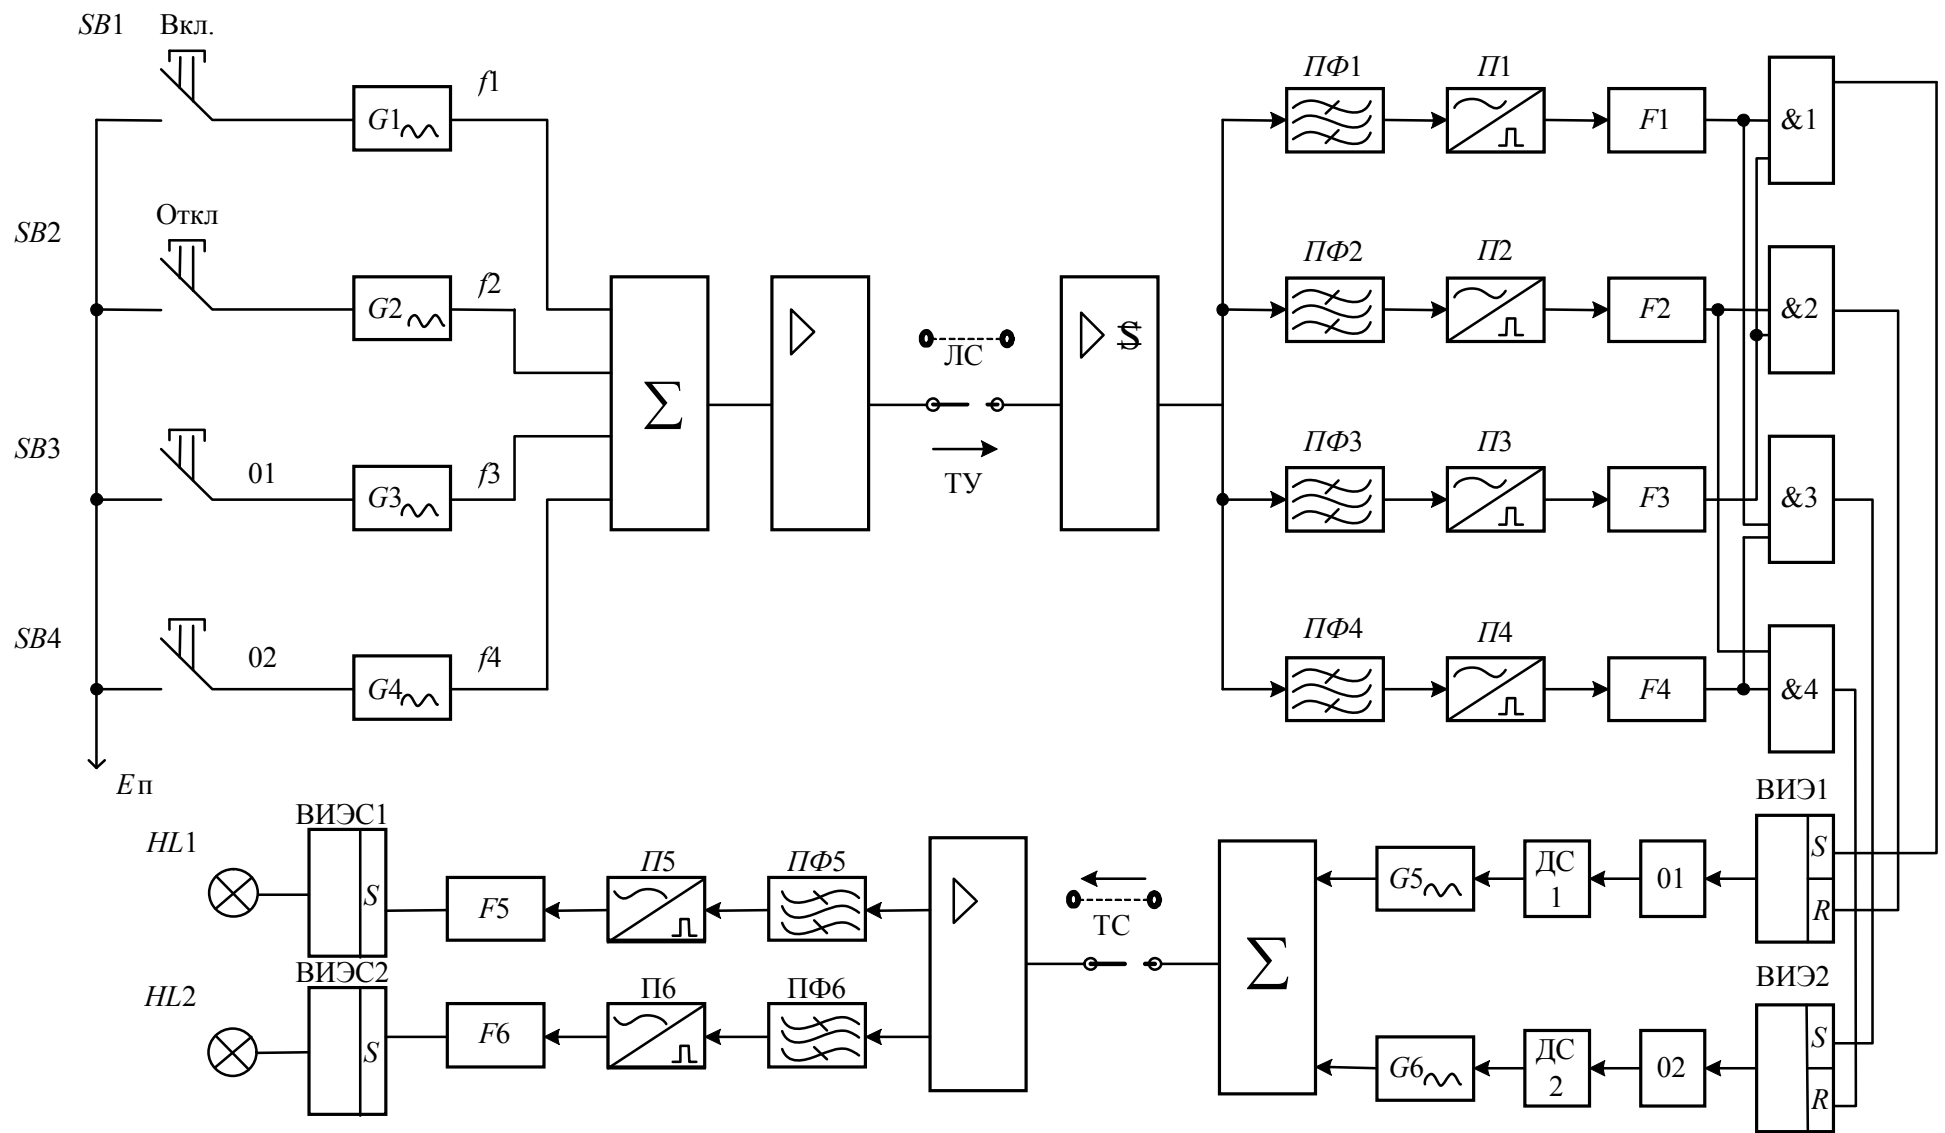 SB1 Вкл.
G1 f1
ПФ1 П1 F1 &1
SB2 Откл
G2 f2
ПФ2 П2 F2 &2
Σ ЛС S
SB3 01
G3 f3
ТУ
ПФ3 П3 F3 &3
SB4 02
G4 f4
ПФ4 П4 F4 &4
Eп
HL1 ВИЭС1
S F5 П5 ПФ5
ТС
Σ G5 ДС
1
01 ВИЭ1
S
R
HL2 ВИЭС2
S F6 П6 ПФ6
G6 ДС
2
02 ВИЭ2
S
R